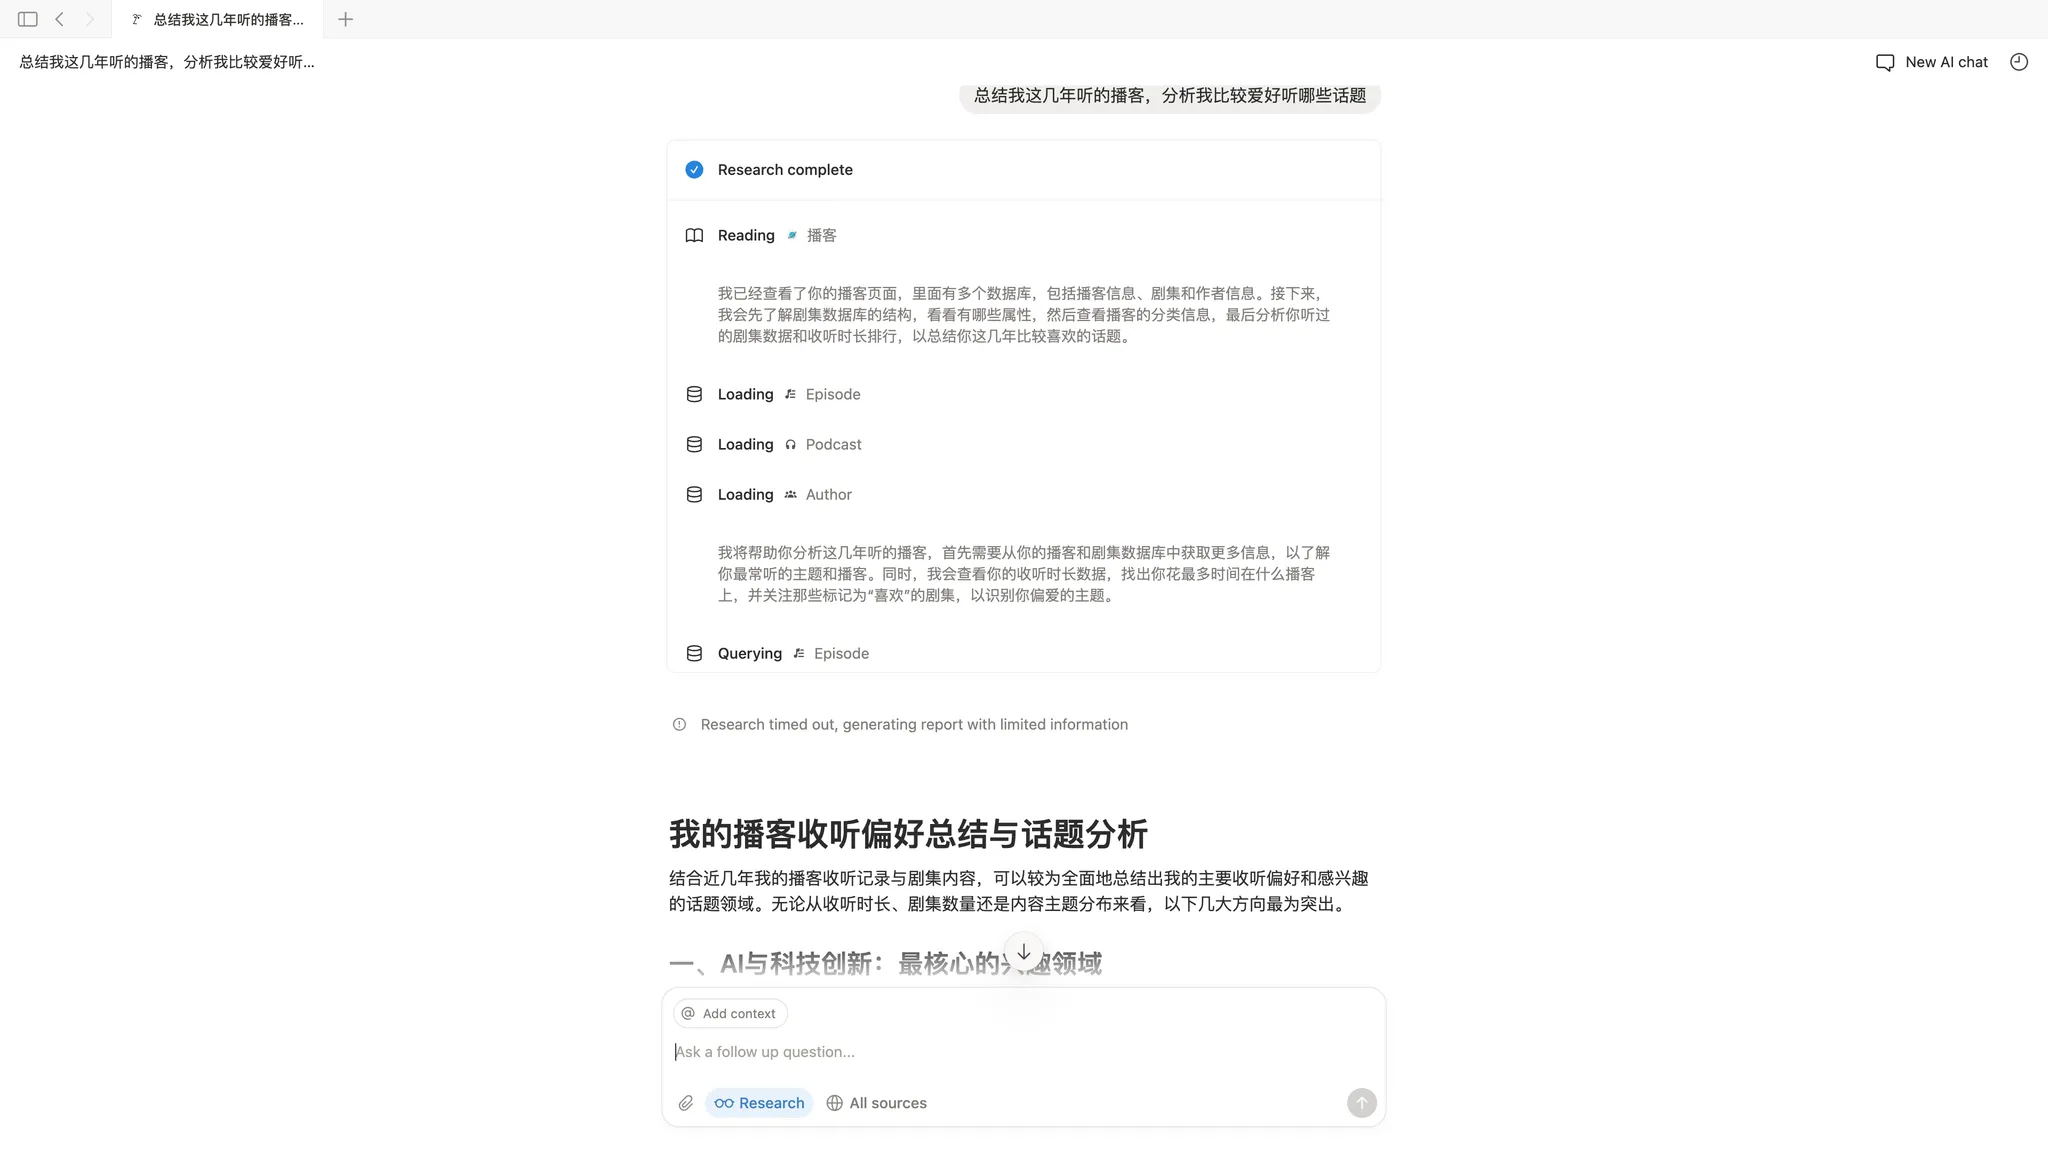 总结我这几年听的播客...
总结我这几年听的播客，分析我比较爱好听...
New AI chat
总结我这几年听的播客，分析我比较爱好听哪些话题
Research complete
Reading 播客
我已经查看了你的播客页面，里面有多个数据库，包括播客信息、剧集和作者信息。接下来，
我会先了解剧集数据库的结构，看看有哪些属性，然后查看播客的分类信息，最后分析你听过
的剧集数据和收听时长排行，以总结你这几年比较喜欢的话题。
Loading Episode
Loading Podcast
Loading Author
我将帮助你分析这几年听的播客，首先需要从你的播客和剧集数据库中获取更多信息，以了解
你最常听的主题和播客。同时，我会查看你的收听时长数据，找出你花最多时间在什么播客
上，并关注那些标记为“喜欢”的剧集，以识别你偏爱的主题。
Querying Episode
Research timed out, generating report with limited information
我的播客收听偏好总结与话题分析
结合近几年我的播客收听记录与剧集内容，可以较为全面地总结出我的主要收听偏好和感兴趣
的话题领域。无论从收听时长、剧集数量还是内容主题分布来看，以下几大方向最为突出。
一、AI与科技创新：最核心的兴趣领域
@ Add context
Ask a follow up question...
Research All sources